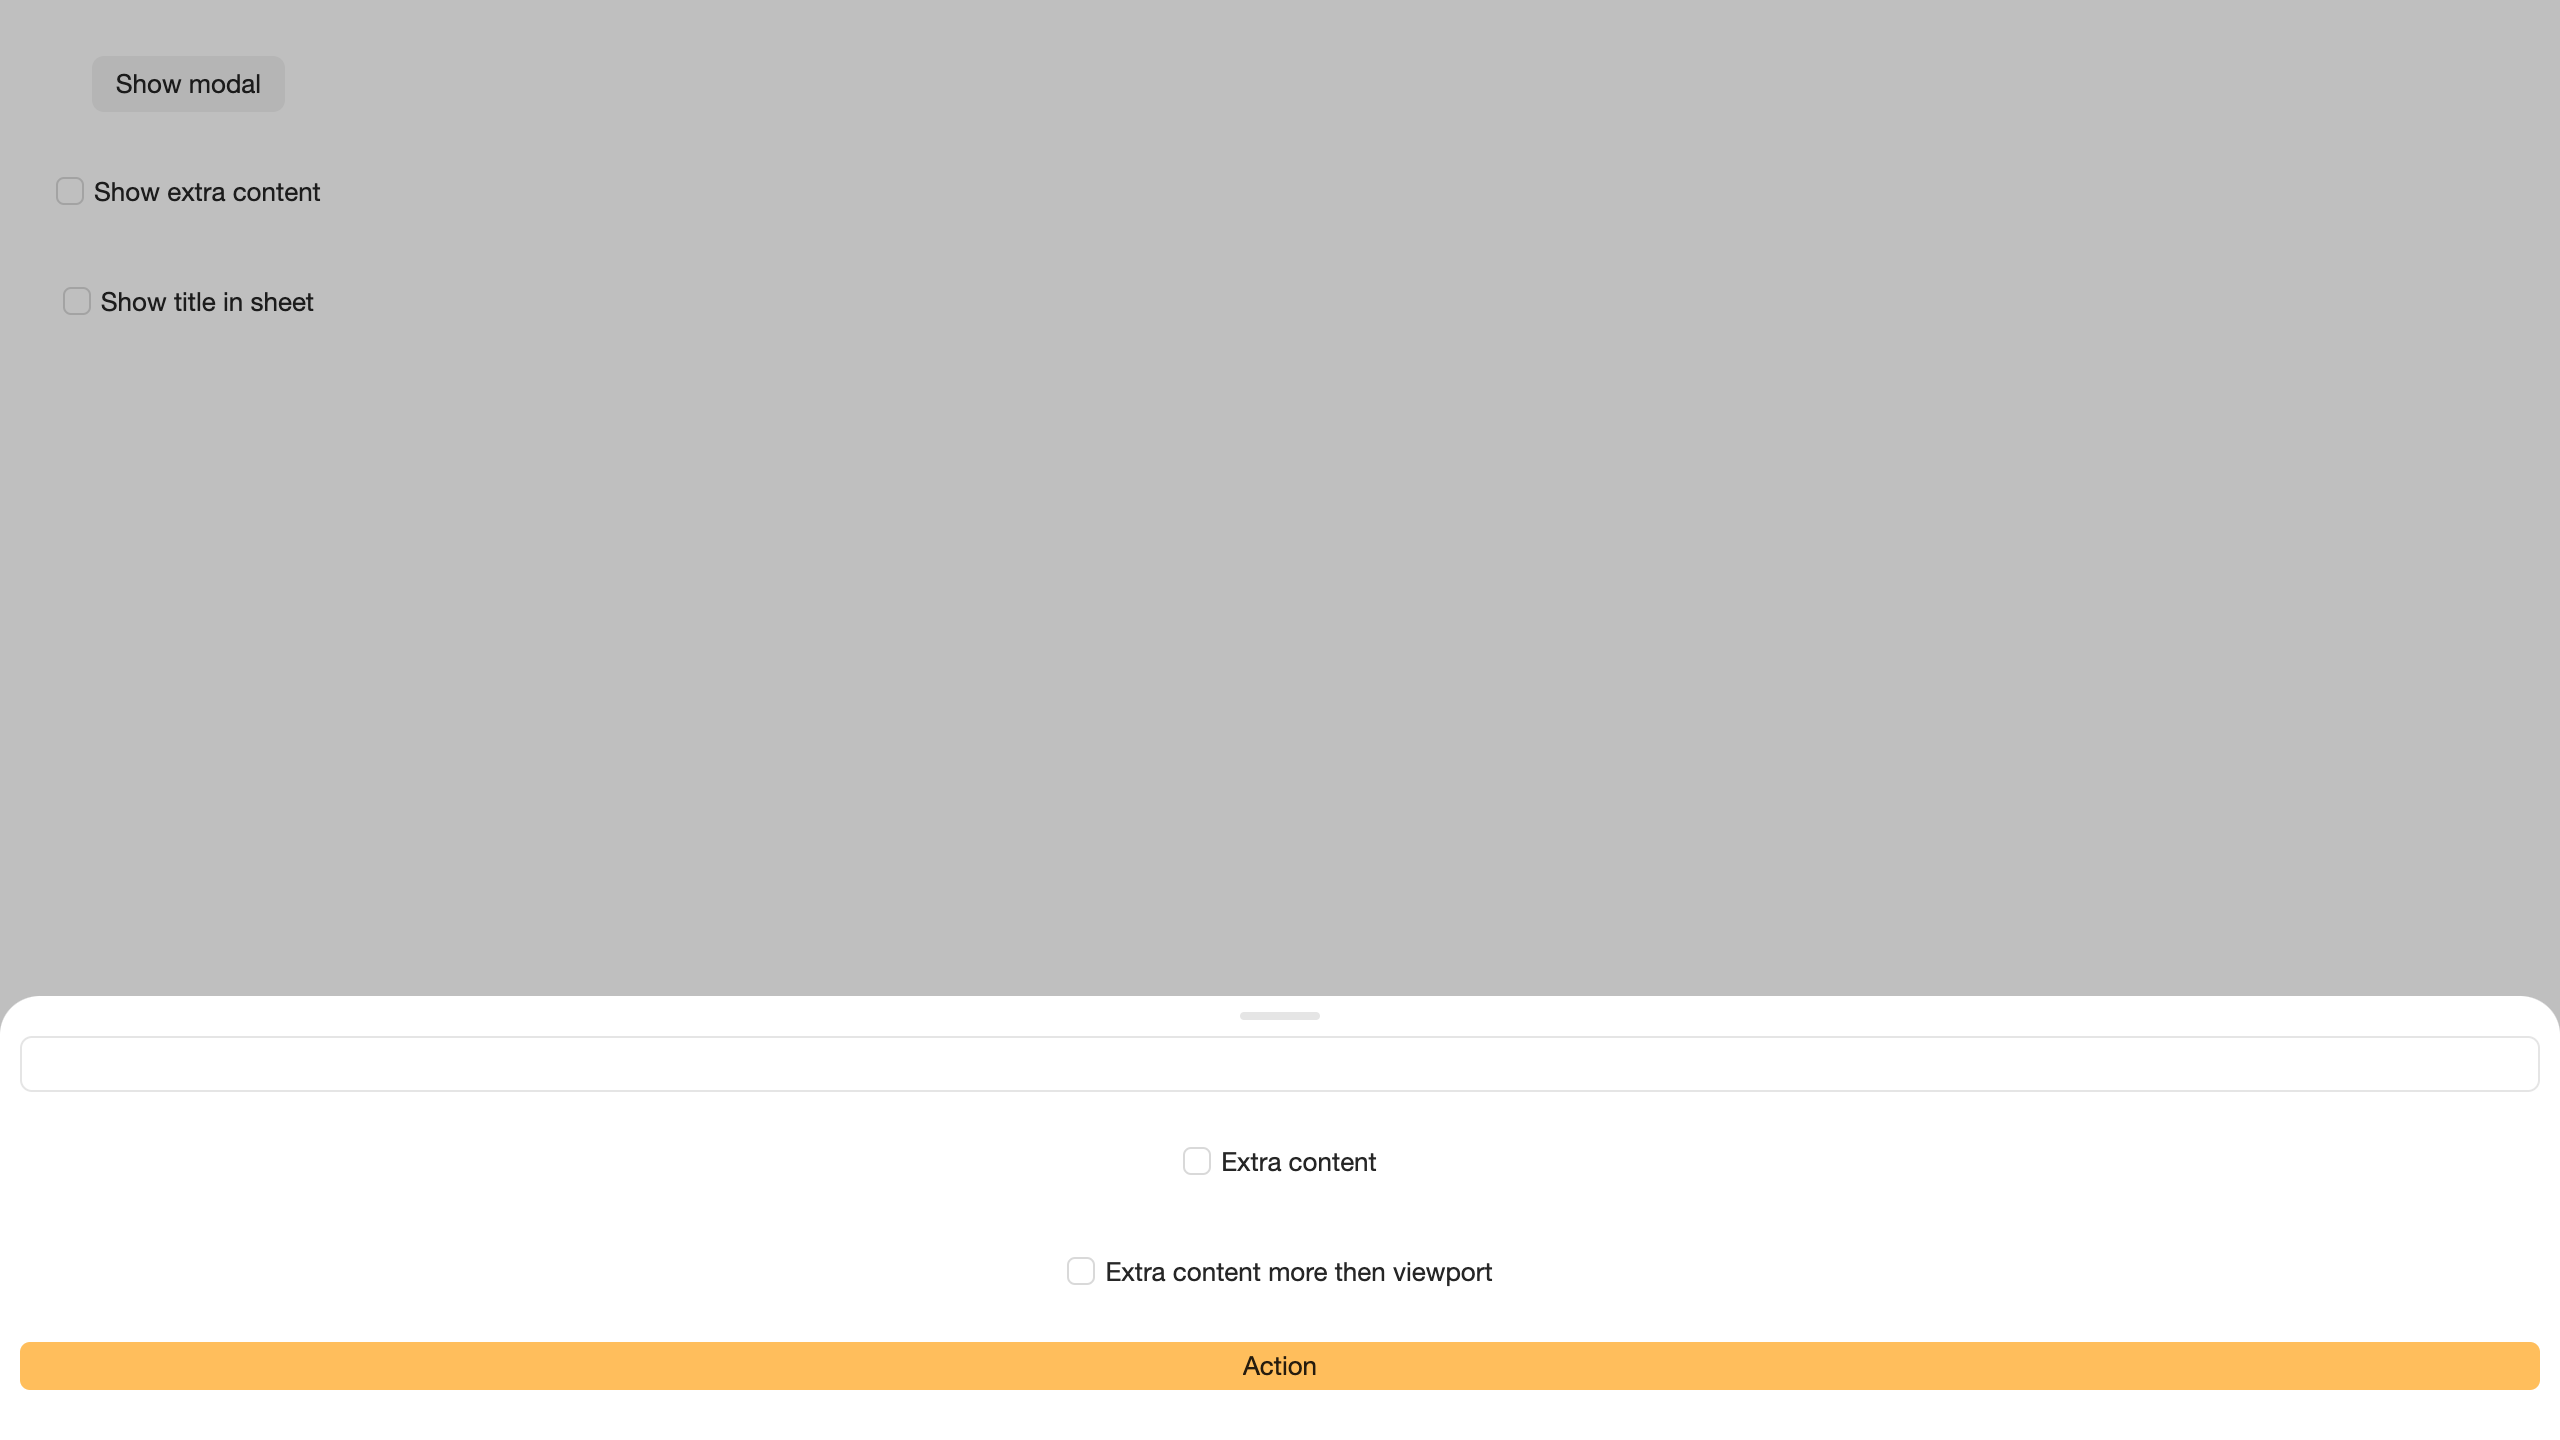 Show modal
Show extra content
Show title in sheet
Extra content
Extra content more then viewport
Action